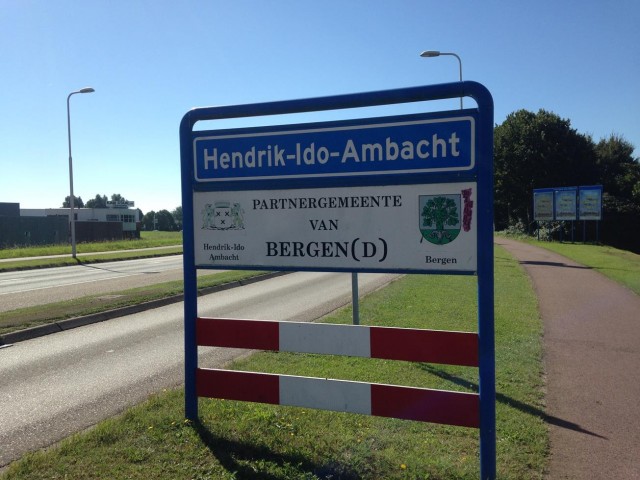 Hendrik-Ido-Ambacht
PARTNERGEMEENTE
VAN
BERGEN(D)
Hendrik-Ido
Ambacht
Bergen